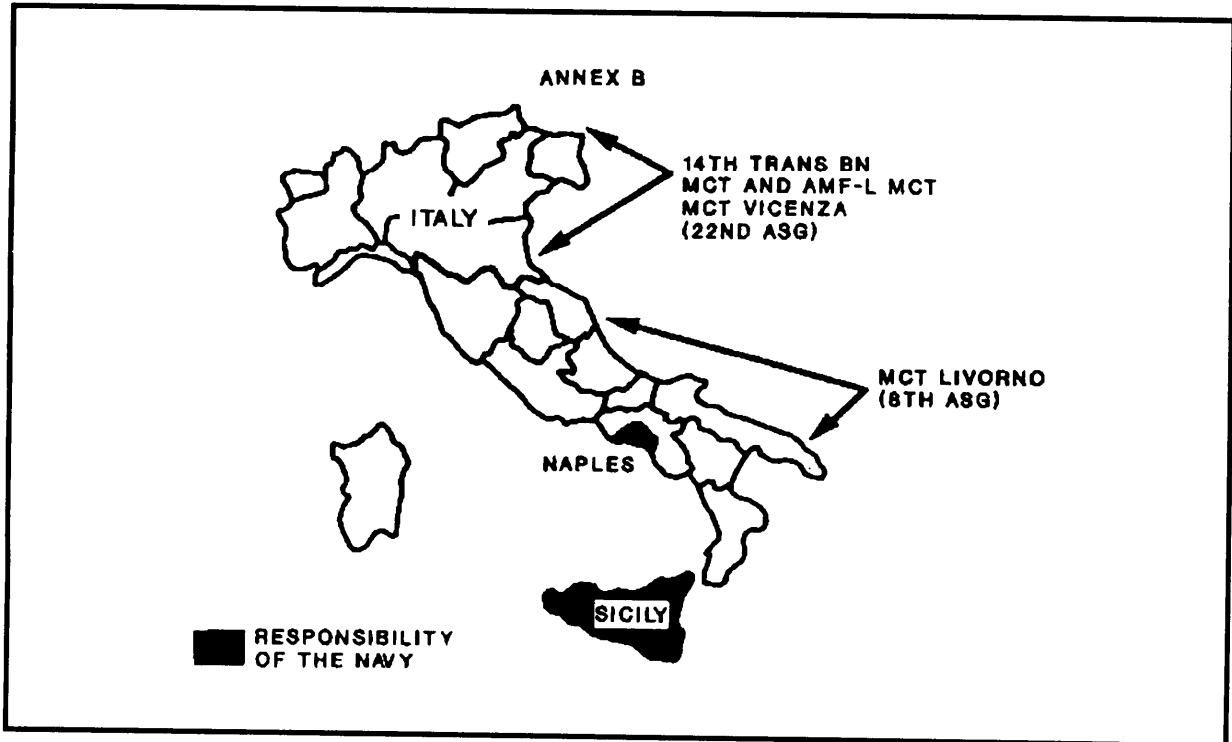 ANNEX B
14TH TRANS BN
MCT AND AMF-L MCT
MCT VICENZA
(22ND ASG)
ITALY
MCT LIVORNO
(8TH ASG)
NAPLES
SICILY
RESPONSIBILITY
OF THE NAVY